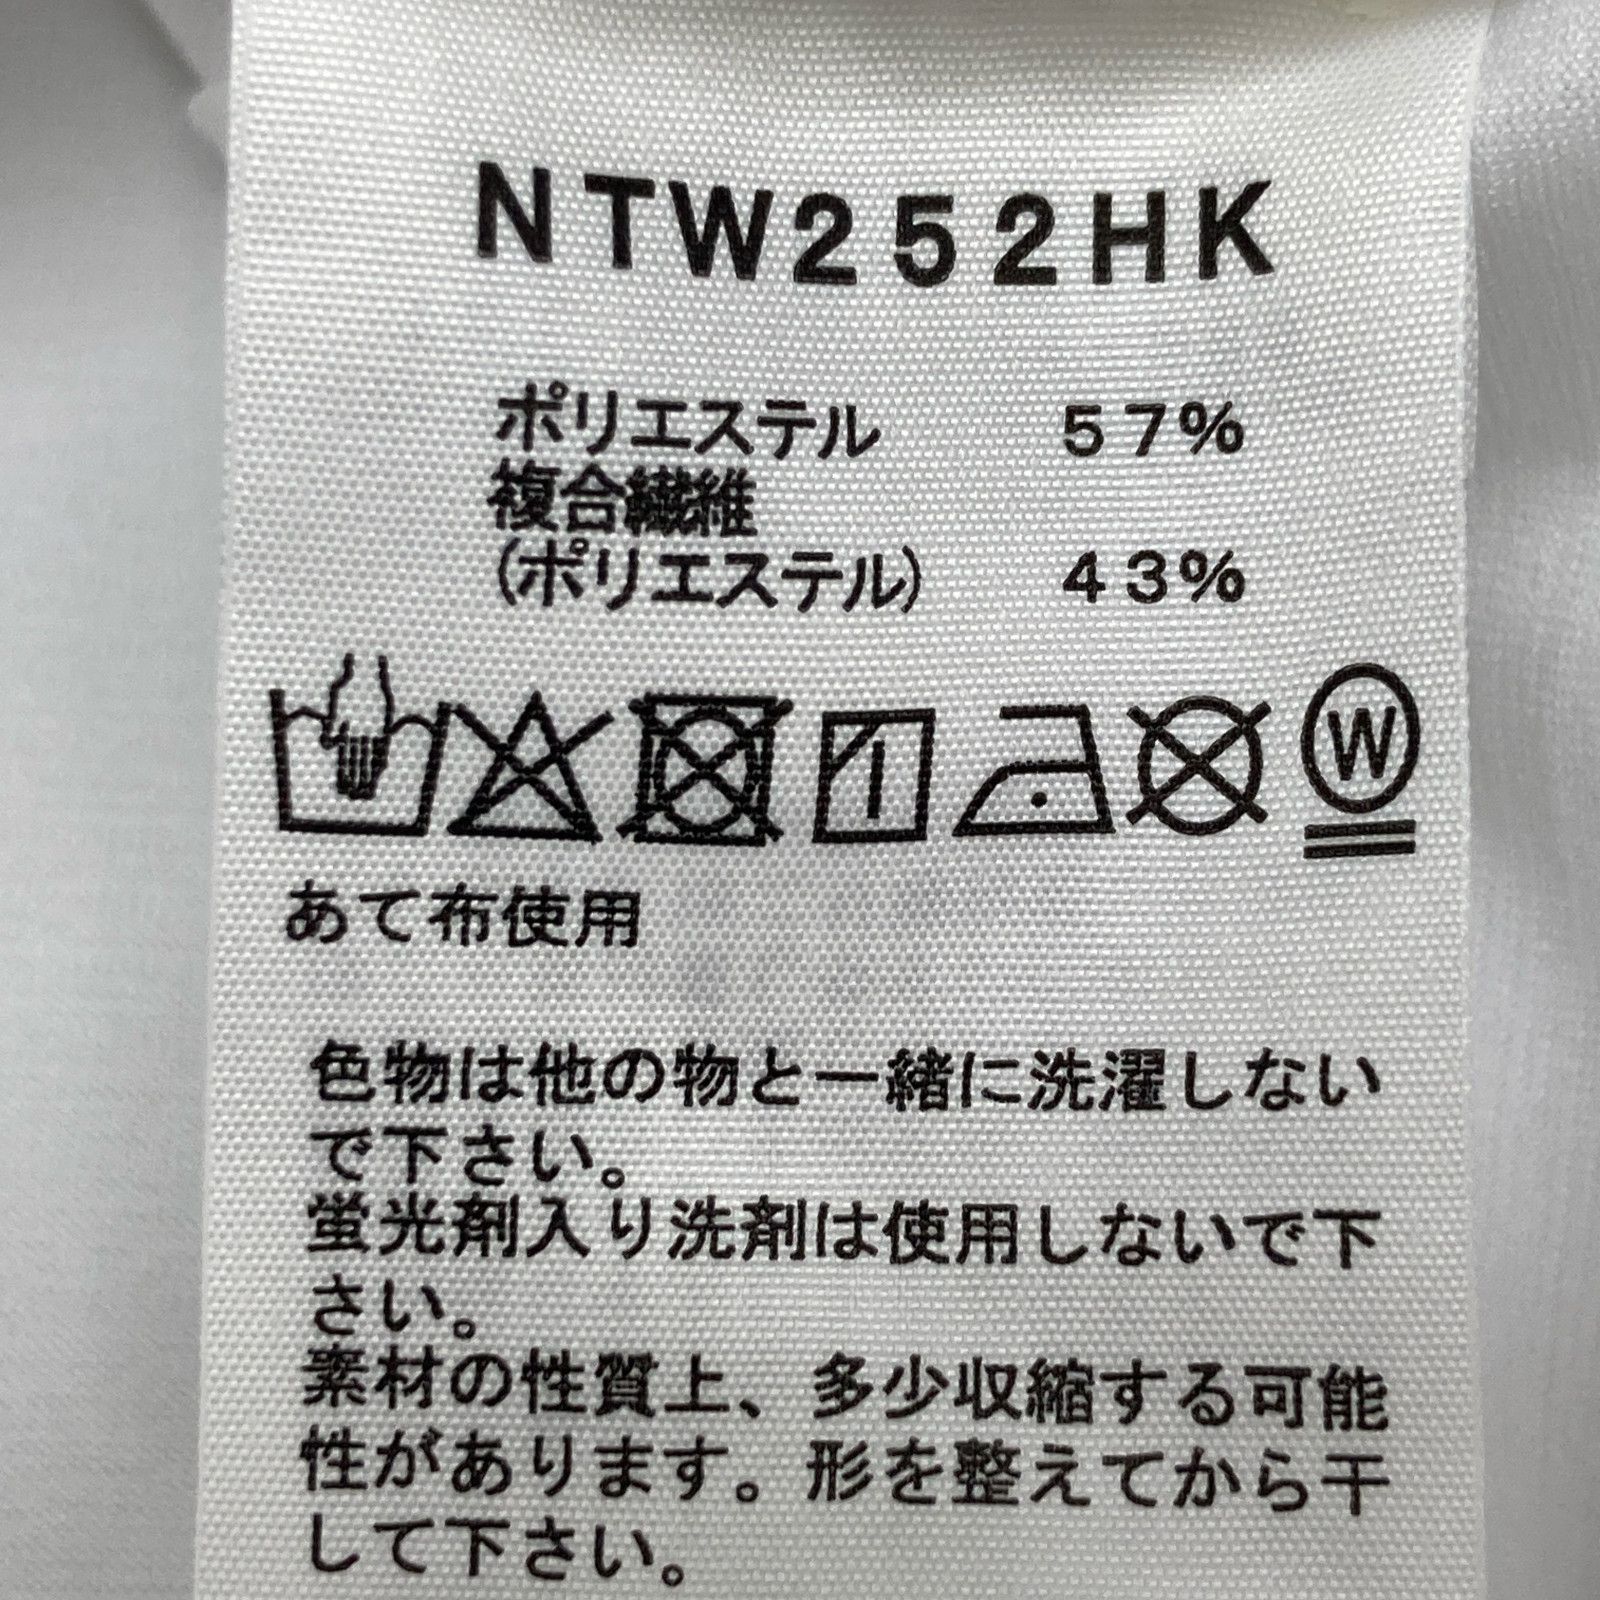 NTW252HK
ポリエステル 57%
複合繊維
(ポリエステル) 43%
W
あて布使用
色物は他の物と一緒に洗濯しない
で下さい。
蛍光剤入り洗剤は使用しないで下
さい。
素材の性質上、多少収縮する可能
性があります。形を整えてから干
して下さい。